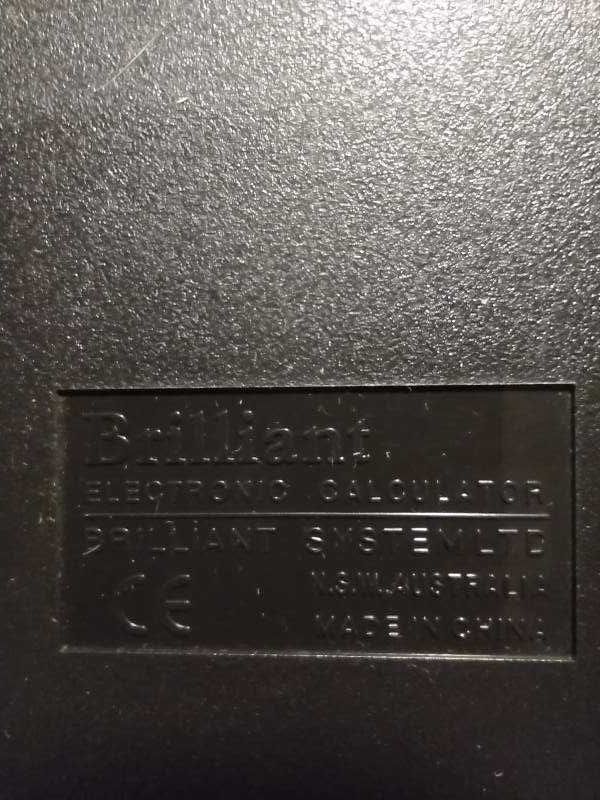 Brilliant
ELECTRONIC CALCULATOR
BRILLIANT SYSTEM LTD
N.S.W. AUSTRALIA
CE
MADE IN CHINA